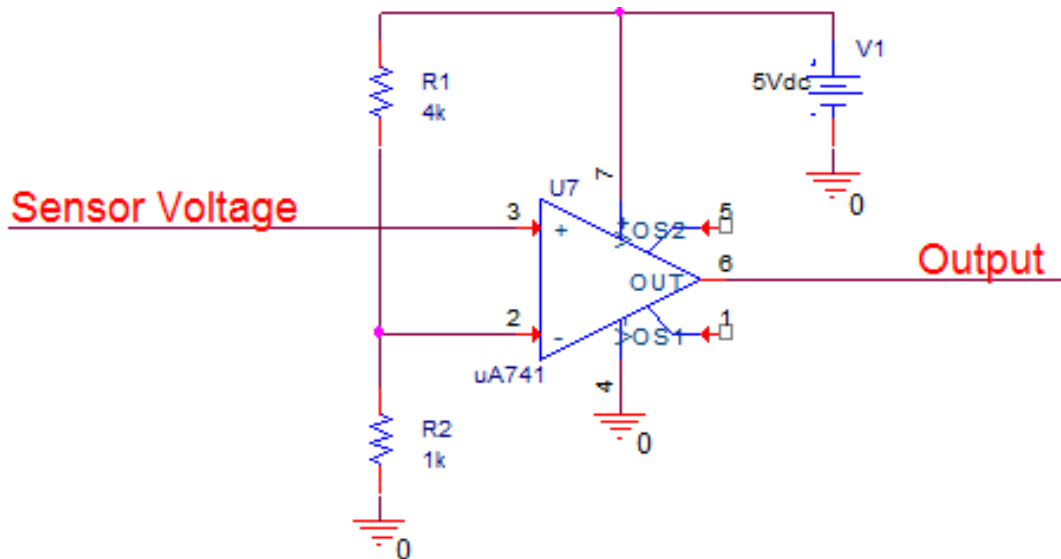 V1
5Vdc
R1
4k
7
U7
Sensor Voltage
3
+
V+
OS2
5
0
6
OUT
Output
2
-
V-
OS1
1
uA741
4
0
R2
1k
0